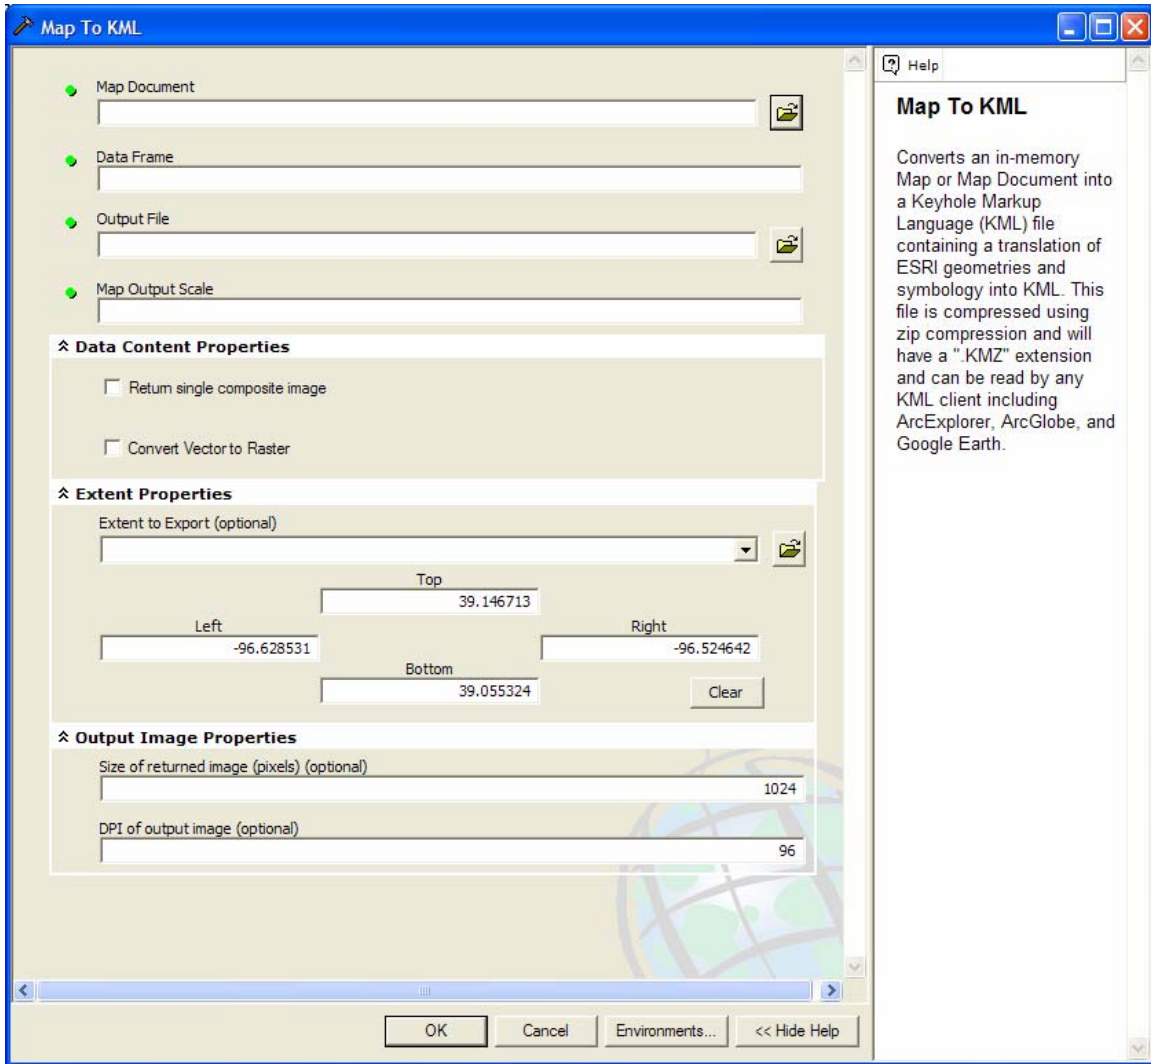 Map To KML
Map Document
Data Frame
Output File
Map Output Scale
Data Content Properties
Return single composite image
Convert Vector to Raster
Extent Properties
Extent to Export (optional)
Top
39.146713
Left
Right
-96.628531
-96.524642
Bottom
39.055324
Clear
Output Image Properties
Size of returned image (pixels) (optional)
1024
DPI of output image (optional)
96
OK
Cancel
Environments...
<< Hide Help
Help
Map To KML
Converts an in-memory
Map or Map Document into
a Keyhole Markup
Language (KML) file
containing a translation of
ESRI geometries and
symbology into KML. This
file is compressed using
zip compression and will
have a ".KMZ" extension
and can be read by any
KML client including
ArcExplorer, ArcGlobe, and
Google Earth.